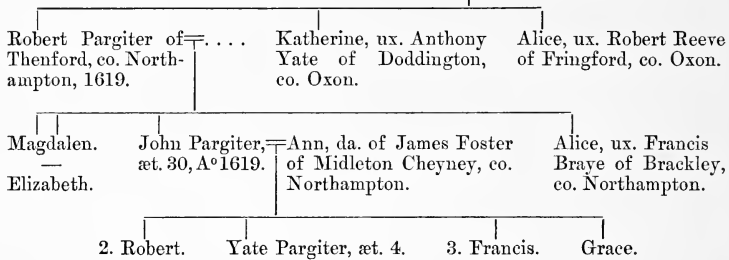 Robert Pargiter of
Thenford, co. North-
ampton, 1619.
= . . . .
Katherine, ux. Anthony
Yate of Doddington,
co. Oxon.
Alice, ux. Robert Reeve
of Fringford, co. Oxon.
Magdalen.
—
Elizabeth.
John Pargiter,
æt. 30, Aº 1619.
=
Ann, da. of James Foster
of Midleton Cheyney, co.
Northampton.
Alice, ux. Francis
Braye of Brackley,
co. Northampton.
2. Robert.
Yate Pargiter, æt. 4.
3. Francis.
Grace.